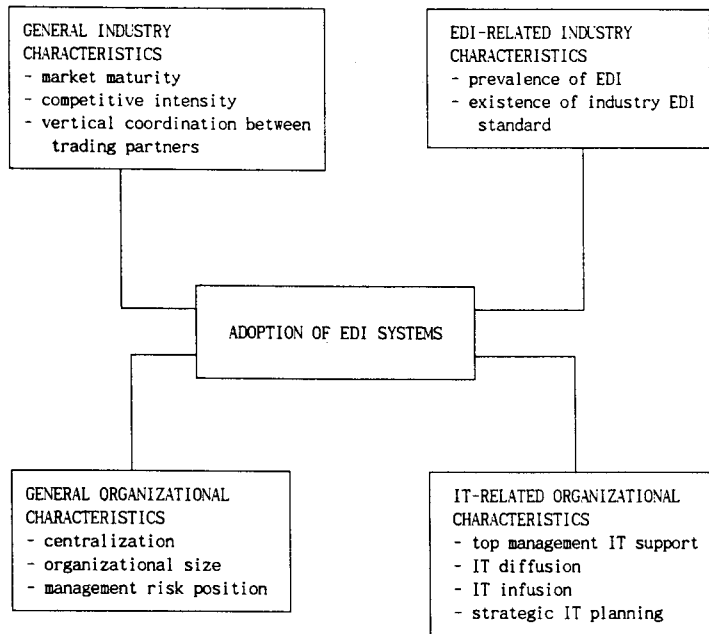 GENERAL INDUSTRY
CHARACTERISTICS
- market maturity
- competitive intensity
- vertical coordination between
trading partners
EDI-RELATED INDUSTRY
CHARACTERISTICS
- prevalence of EDI
- existence of industry EDI
standard
ADOPTION OF EDI SYSTEMS
GENERAL ORGANIZATIONAL
CHARACTERISTICS
- centralization
- organizational size
- management risk position
IT-RELATED ORGANIZATIONAL
CHARACTERISTICS
- top management IT support
- IT diffusion
- IT infusion
- strategic IT planning